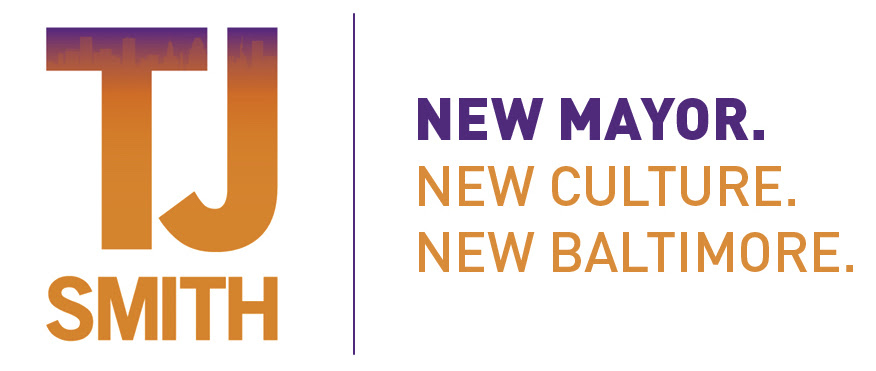 TJ
SMITH
NEW MAYOR.
NEW CULTURE.
NEW BALTIMORE.